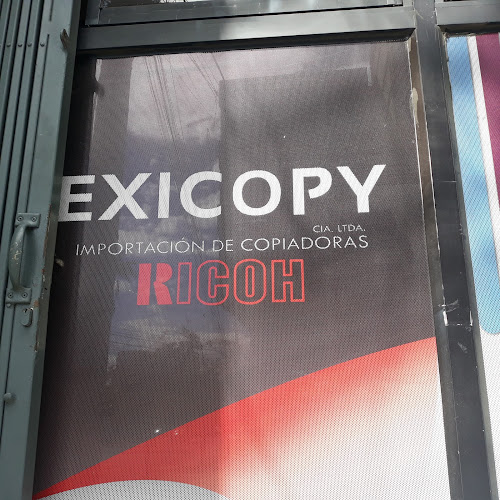 EXICOPY
CIA. LTDA.
IMPORTACIÓN DE COPIADORAS
RICOH